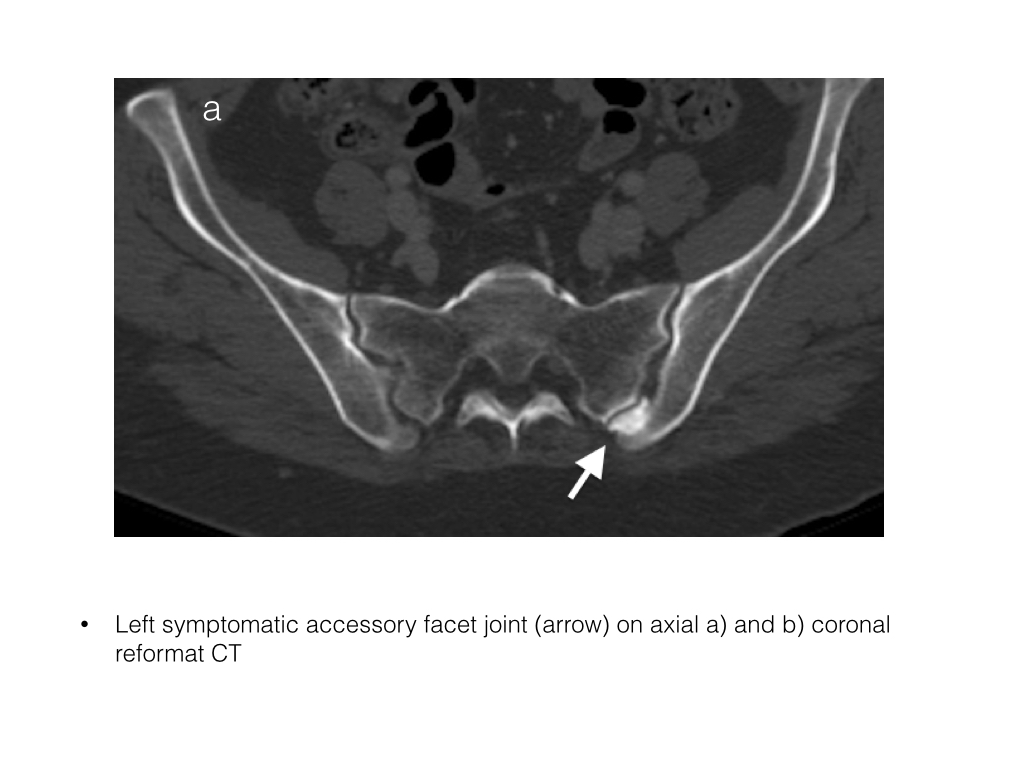 a
• Left symptomatic accessory facet joint (arrow) on axial a) and b) coronal
reformat CT